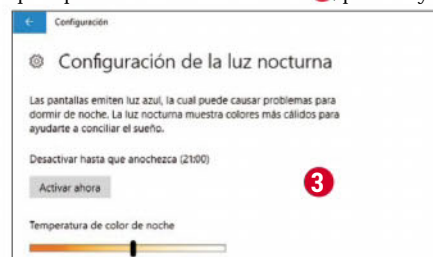 Configuración
Configuración de la luz nocturna
Las pantallas emiten luz azul, la cual puede causar problemas para
dormir de noche. La luz nocturna muestra colores más cálidos para
ayudarte a conciliar el sueño.
Desactivar hasta que anochezca (21:00)
Activar ahora
3
Temperatura de color de noche